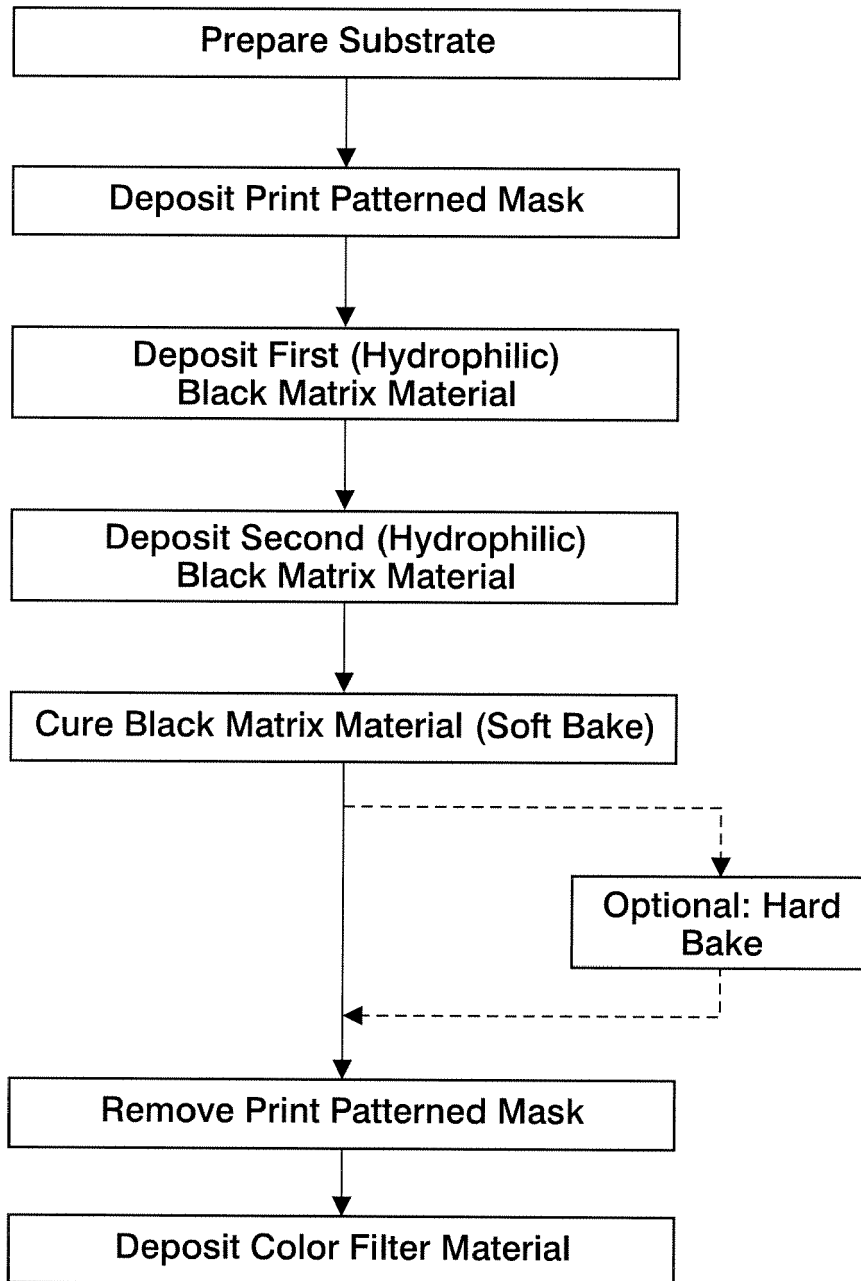 Prepare Substrate
Deposit Print Patterned Mask
Deposit First (Hydrophilic)
Black Matrix Material
Deposit Second (Hydrophilic)
Black Matrix Material
Cure Black Matrix Material (Soft Bake)
Optional: Hard
Bake
Remove Print Patterned Mask
Deposit Color Filter Material